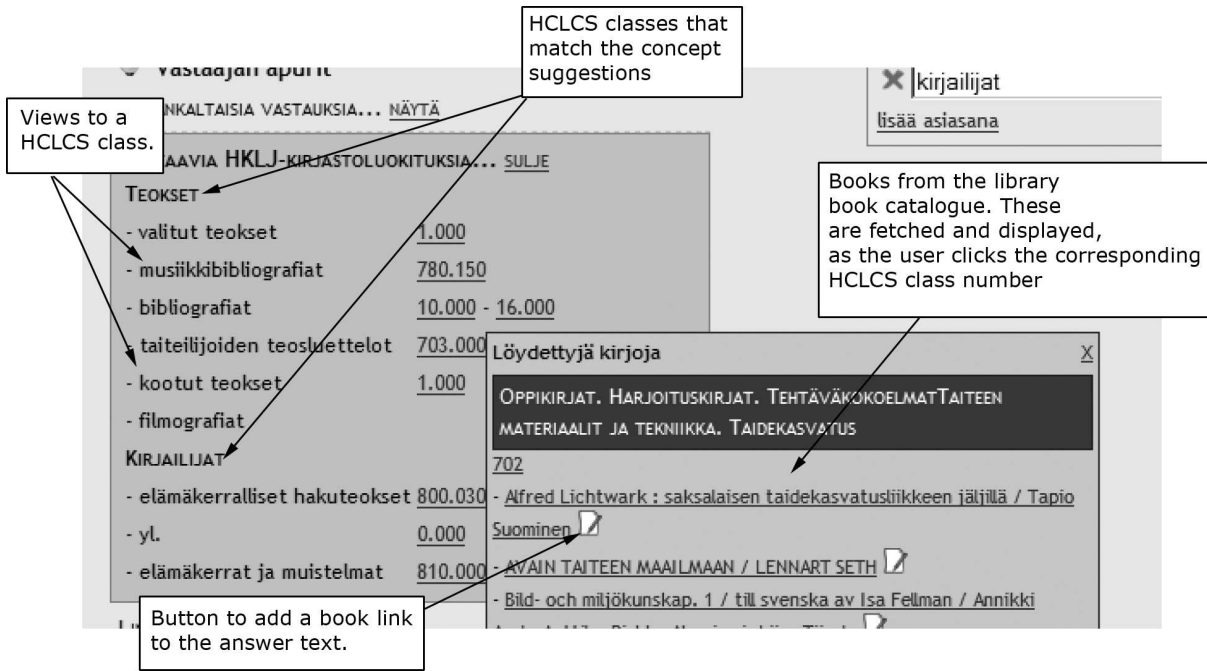 HCLCS classes that
match the concept
suggestions
Vastaajan apurit
NKALTAISIA VASTAUKSIA... NÄYTÄ
kirjailijat
lisää asiasana
Views to a
HCLCS class.
AAVIA HKLJ-KIRJASTOLUOKITUKSIA... SULJE
TEOKSET
- valitut teokset 1.000
- musiikkibibliografiat 780.150
- bibliografiat 10.000 - 16.000
- taiteilijoiden teosluettelot 703.000
- kootut teokset 1.000
- filmografiat
KIRJAILIJAT
- elämäkerralliset hakuteokset 800.030
- yl. 0.000
- elämäkerrat ja muistelmat 810.000
Books from the library
book catalogue. These
are fetched and displayed,
as the user clicks the corresponding
HCLCS class number
Löydettyjä kirjoja X
OPPIKIRJAT. HARJOITUSKIRJAT. TEHTÄVÄKOKOELMATTAITEEN
MATERIAALIT JA TEKNIIKKA. TAIDEKASVATUS
702
- Alfred Lichtwark : saksalaisen taidekasvatusliikkeen jäljillä / Tapio
Suominen
- AVAIN TAITEEN MAAILMAAN / LENNART SETH
- Bild- och miljökunskap. 1 / till svenska av Isa Fellman / Annikki
Button to add a book link
to the answer text.